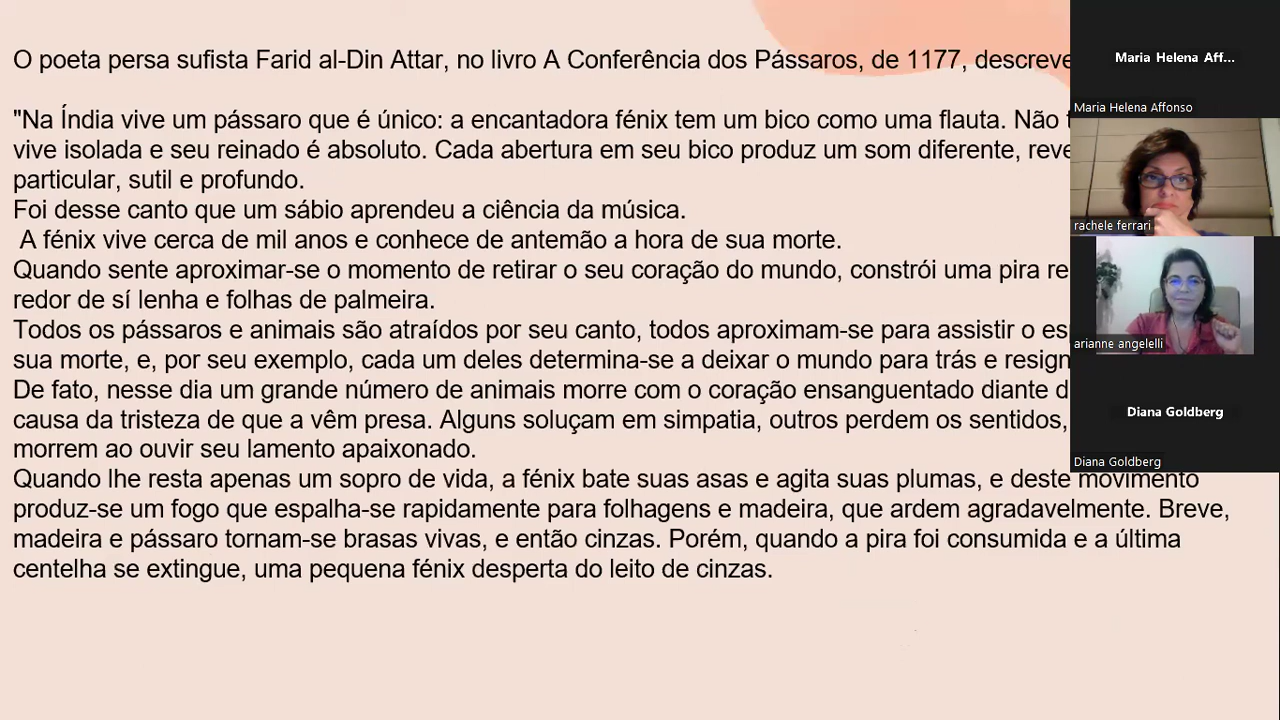 O poeta persa sufista Farid al-Din Attar, no livro A Conferência dos Pássaros, de 1177, descreve
"Na Índia vive um pássaro que é único: a encantadora fénix tem um bico como uma flauta. Não
vive isolada e seu reinado é absoluto. Cada abertura em seu bico produz um som diferente,
particular, sutil e profundo.
Foi desse canto que um sábio aprendeu a ciência da música.
A fénix vive cerca de mil anos e conhece de antemão a hora de sua morte.
Quando sente aproximar-se o momento de retirar o seu coração do mundo, constrói uma pira
redor de sí lenha e folhas de palmeira.
Todos os pássaros e animais são atraídos por seu canto, todos aproximam-se para assistir o
sua morte, e, por seu exemplo, cada um deles determina-se a deixar o mundo para trás e
De fato, nesse dia um grande número de animais morre com o coração ensanguentado diante
causa da tristeza de que a vêm presa. Alguns soluçam em simpatia, outros perdem os sentidos,
morrem ao ouvir seu lamento apaixonado.
Quando lhe resta apenas um sopro de vida, a fénix bate suas asas e agita suas plumas, e deste movimento
produz-se um fogo que espalha-se rapidamente para folhagens e madeira, que ardem agradavelmente. Breve,
madeira e pássaro tornam-se brasas vivas, e então cinzas. Porém, quando a pira foi consumida e a última
centelha se extingue, uma pequena fénix desperta do leito de cinzas.
Maria Helena Aff...
Maria Helena Affonso
rachele ferrari
arianne angelelli
Diana Goldberg
Diana Goldberg